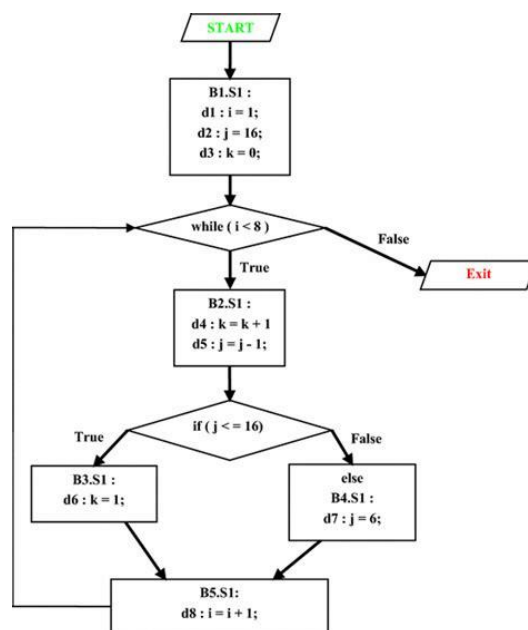 START
B1.S1 :
d1 : i = 1;
d2 : j = 16;
d3 : k = 0;
while ( i < 8 )
False
Exit
True
B2.S1 :
d4 : k = k + 1
d5 : j = j - 1;
if ( j < = 16)
True
False
B3.S1 :
d6 : k = 1;
else
B4.S1 :
d7 : j = 6;
B5.S1:
d8 : i = i + 1;